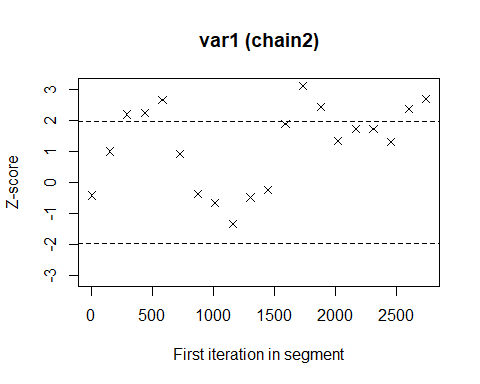 var1 (chain2)
Z-score
3
2
1
0
-1
-2
-3
0 500 1000 1500 2000 2500
First iteration in segment